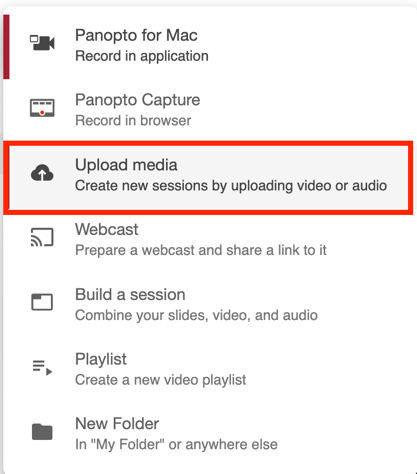 Panopto for Mac
Record in application
Panopto Capture
Record in browser
Upload media
Create new sessions by uploading video or audio
Webcast
Prepare a webcast and share a link to it
Build a session
Combine your slides, video, and audio
Playlist
Create a new video playlist
New Folder
In "My Folder" or anywhere else